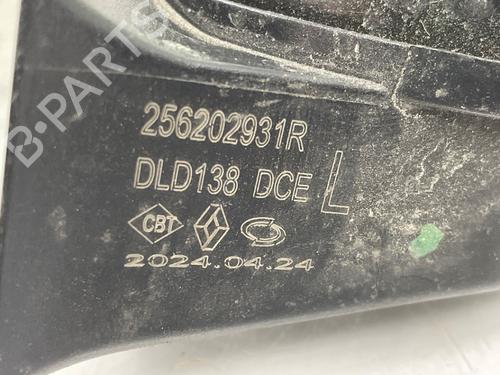 B-PARTS
256202931R
DLD138 DCE L
CBT
2024.04.24